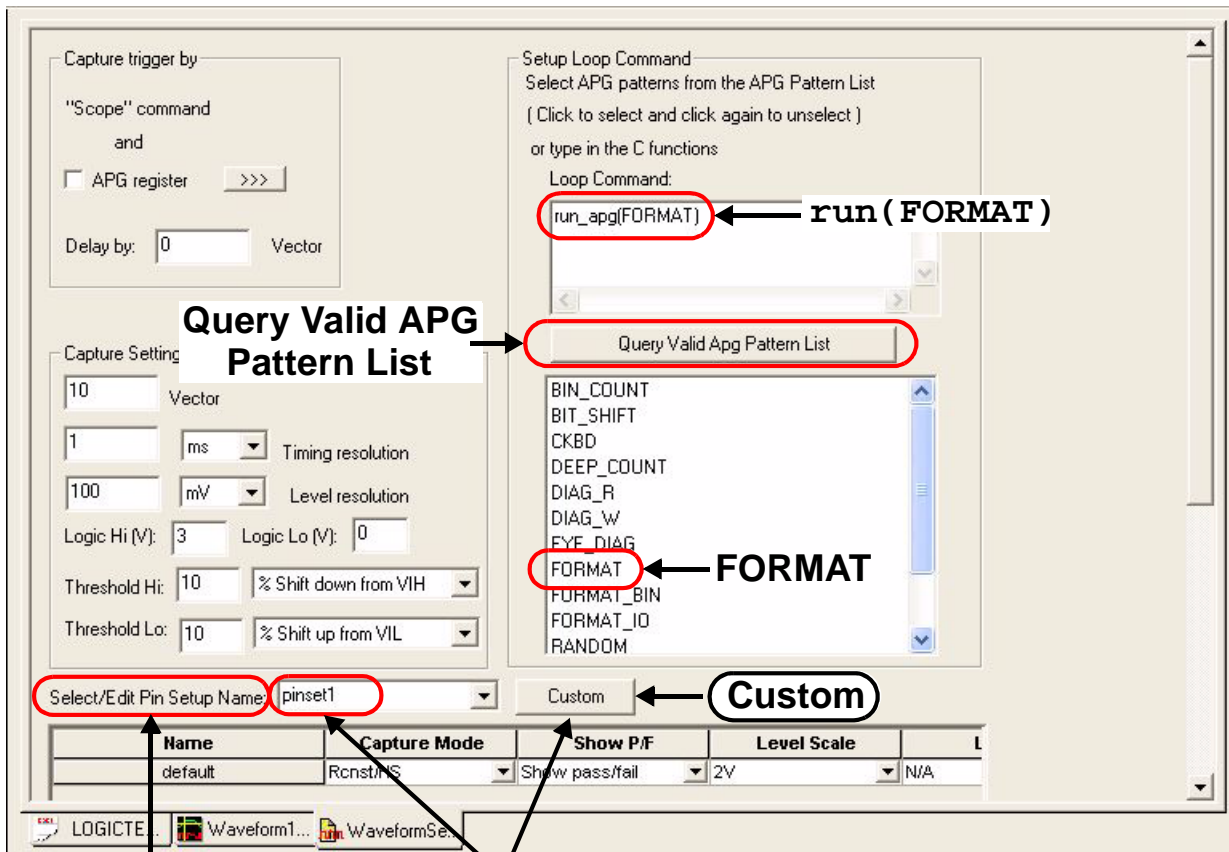 Capture trigger by
"Scope" command
and
APG register
>>>
Delay by: 0 Vector
Setup Loop Command
Select APG patterns from the APG Pattern List
( Click to select and click again to unselect )
or type in the C functions
Loop Command:
run_apg(FORMAT)
run(FORMAT)
Query Valid APG
Pattern List
Query Valid Apg Pattern List
Capture Setting
10 Vector
1 ms Timing resolution
100 mV Level resolution
Logic Hi (V): 3 Logic Lo (V): 0
Threshold Hi: 10 % Shift down from VIH
Threshold Lo: 10 % Shift up from VIL
BIN_COUNT
BIT_SHIFT
CKBD
DEEP_COUNT
DIAG_R
DIAG_W
EYE_DIAG
FORMAT
FORMAT
FORMAT_BIN
FORMAT_IO
RANDOM
Select/Edit Pin Setup Name: pinset1
Custom
Custom
Name Capture Mode Show P/F Level Scale L
default Rcnst/HS Show pass/fail 2V N/A
LOGICTE... Waveform1... WaveformSe...